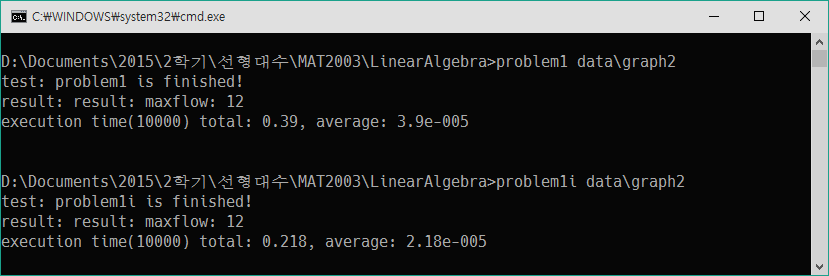 C:₩WINDOWS₩system32₩cmd.exe
D:\Documents\2015\2학기\선형대수\MAT2003\LinearAlgebra>problem1 data\graph2
test: problem1 is finished!
result: result: maxflow: 12
execution time(10000) total: 0.39, average: 3.9e-005
D:\Documents\2015\2학기\선형대수\MAT2003\LinearAlgebra>problem1i data\graph2
test: problem1i is finished!
result: result: maxflow: 12
execution time(10000) total: 0.218, average: 2.18e-005